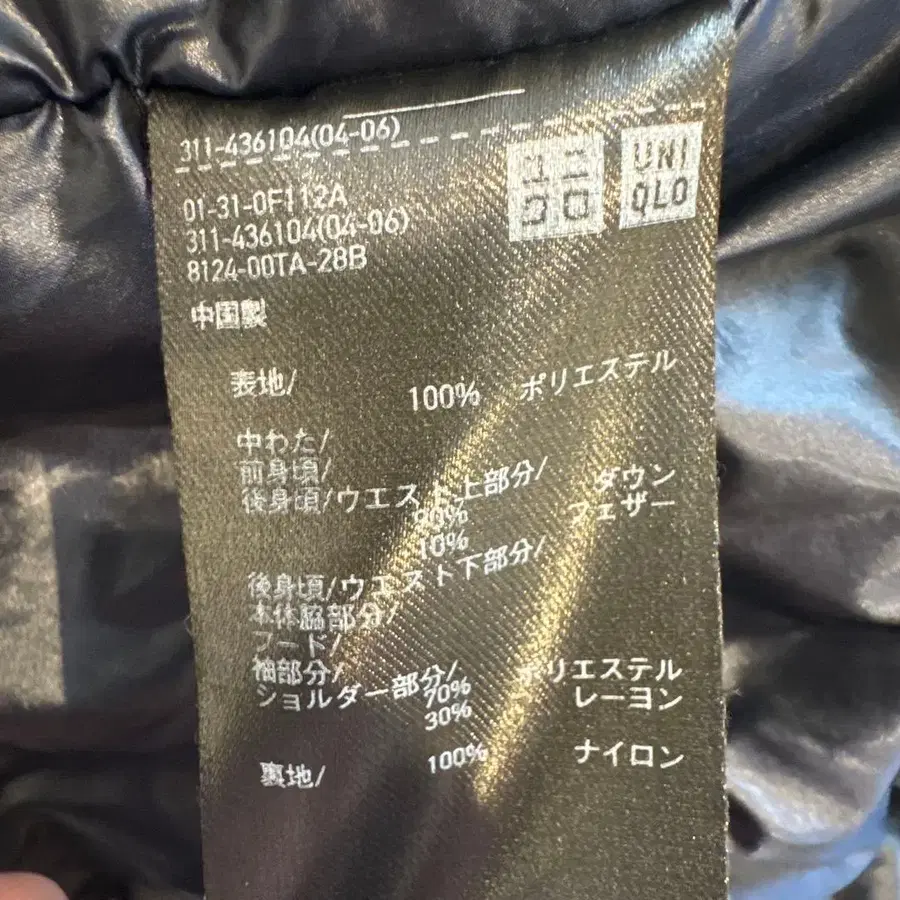 311-436104(04-06)
ユニ
クロ
UNI
QLO
01-31-0F112A
311-436104(04-06)
8124-00TA-28B
中国製
表地/
100% ポリエステル
中わた/
前身頃/
後身頃/ウエスト上部分/
90% ダウン
10% フェザー
後身頃/ウエスト下部分/
本体脇部分/
フード/
袖部分/
ショルダー部分/
70% ポリエステル
30% レーヨン
裏地/
100% ナイロン